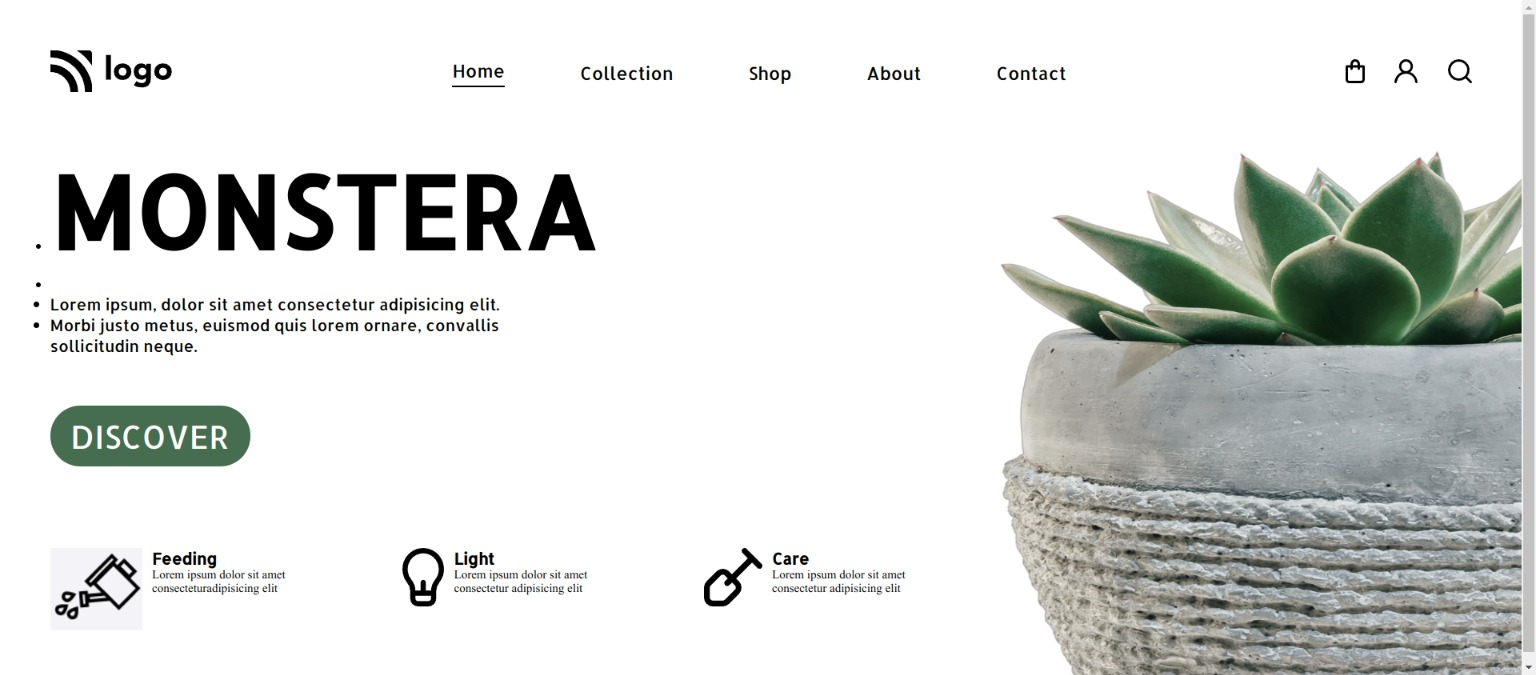 logo
Home Collection Shop About Contact
MONSTERA
Lorem ipsum, dolor sit amet consectetur adipisicing elit.
Morbi justo metus, euismod quis lorem ornare, convallis
sollicitudin neque.
DISCOVER
Feeding
Lorem ipsum dolor sit amet
consecteturadipisicing elit
Light
Lorem ipsum dolor sit amet
consectetur adipisicing elit
Care
Lorem ipsum dolor sit amet
consectetur adipisicing elit